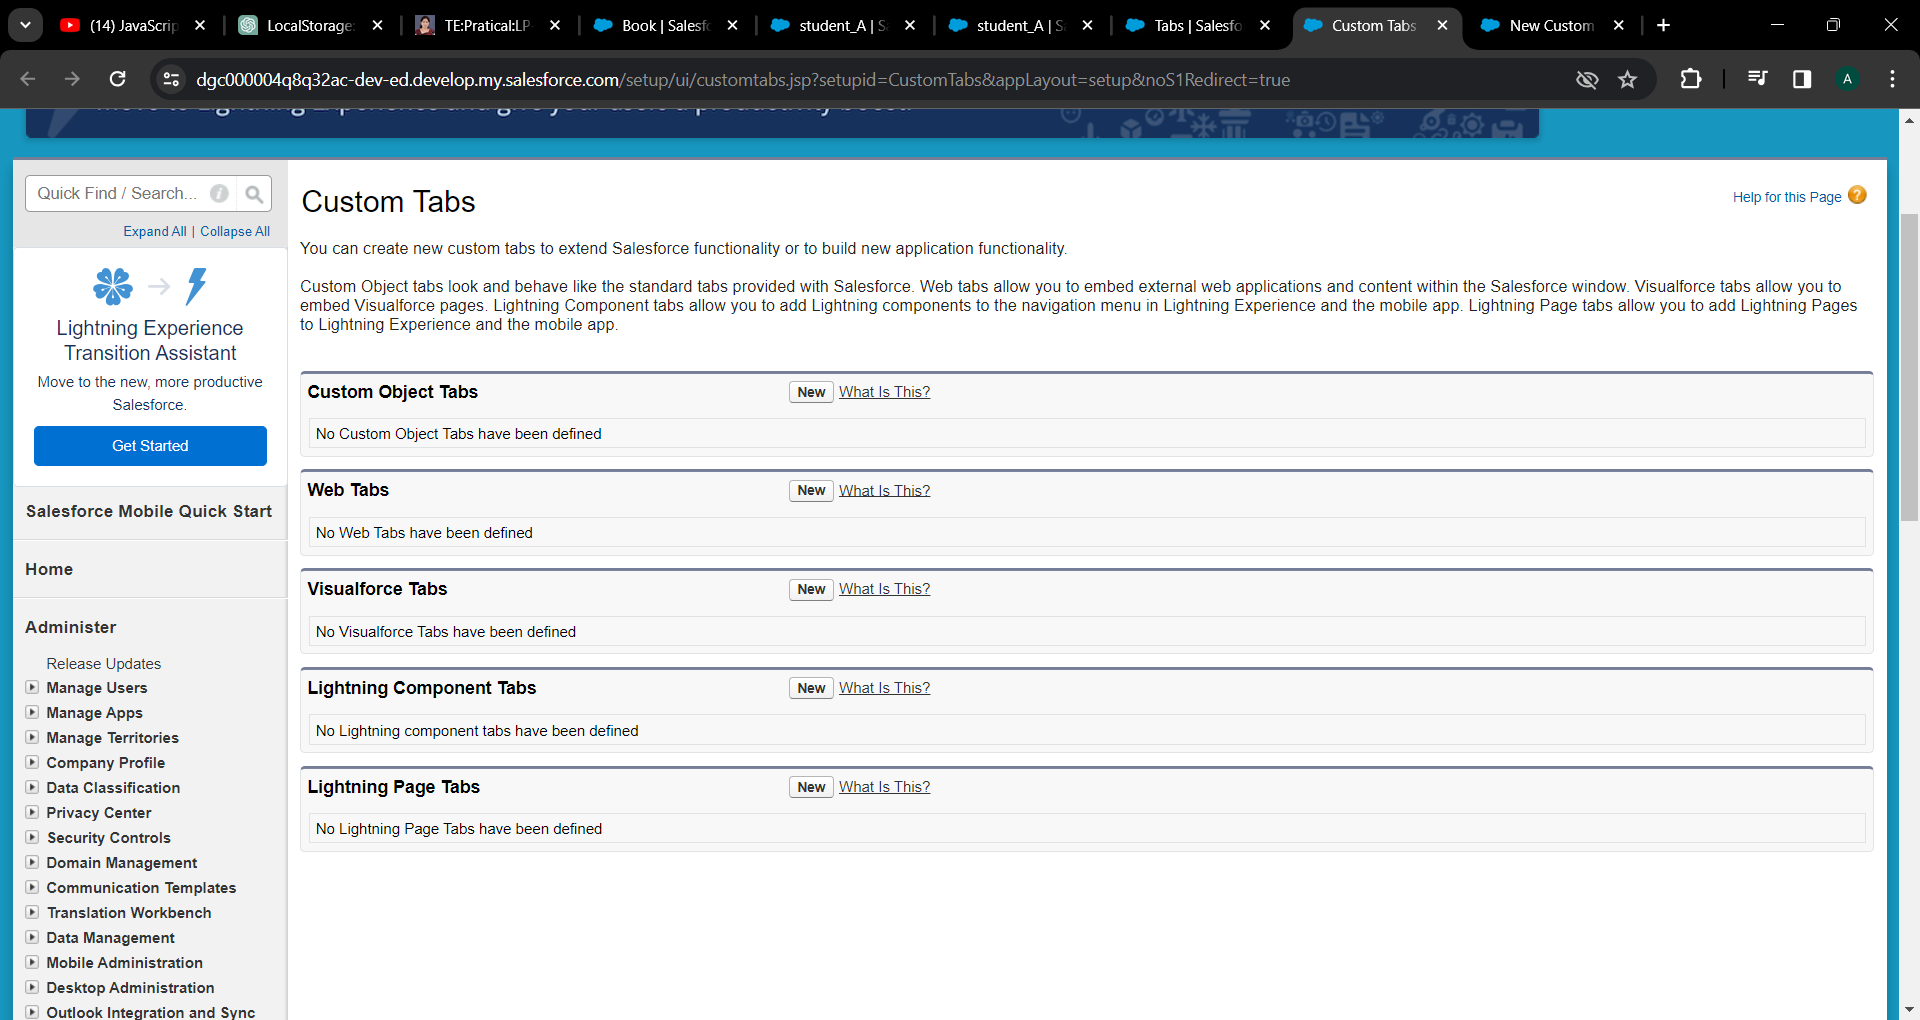 (14) JavaScrip
LocalStorage:
TE:Pratical:LP-
Book | Salesf
student_A | S
student_A | S
Tabs | Salesfo
Custom Tabs
New Custom
dgc000004q8q32ac-dev-ed.develop.my.salesforce.com/setup/ui/customtabs.jsp?setupid=CustomTabs&appLayout=setup&noS1Redirect=true
A
Move to Lightning Experience and give your users a productivity boost
Quick Find / Search...
Expand All | Collapse All
Lightning Experience
Transition Assistant
Move to the new, more productive
Salesforce.
Get Started
Salesforce Mobile Quick Start
Home
Administer
Release Updates
Manage Users
Manage Apps
Manage Territories
Company Profile
Data Classification
Privacy Center
Security Controls
Domain Management
Communication Templates
Translation Workbench
Data Management
Mobile Administration
Desktop Administration
Outlook Integration and Sync
Custom Tabs
Help for this Page ?
You can create new custom tabs to extend Salesforce functionality or to build new application functionality.
Custom Object tabs look and behave like the standard tabs provided with Salesforce. Web tabs allow you to embed external web applications and content within the Salesforce window. Visualforce tabs allow you to
embed Visualforce pages. Lightning Component tabs allow you to add Lightning components to the navigation menu in Lightning Experience and the mobile app. Lightning Page tabs allow you to add Lightning Pages
to Lightning Experience and the mobile app.
Custom Object Tabs New What Is This?
No Custom Object Tabs have been defined
Web Tabs New What Is This?
No Web Tabs have been defined
Visualforce Tabs New What Is This?
No Visualforce Tabs have been defined
Lightning Component Tabs New What Is This?
No Lightning component tabs have been defined
Lightning Page Tabs New What Is This?
No Lightning Page Tabs have been defined